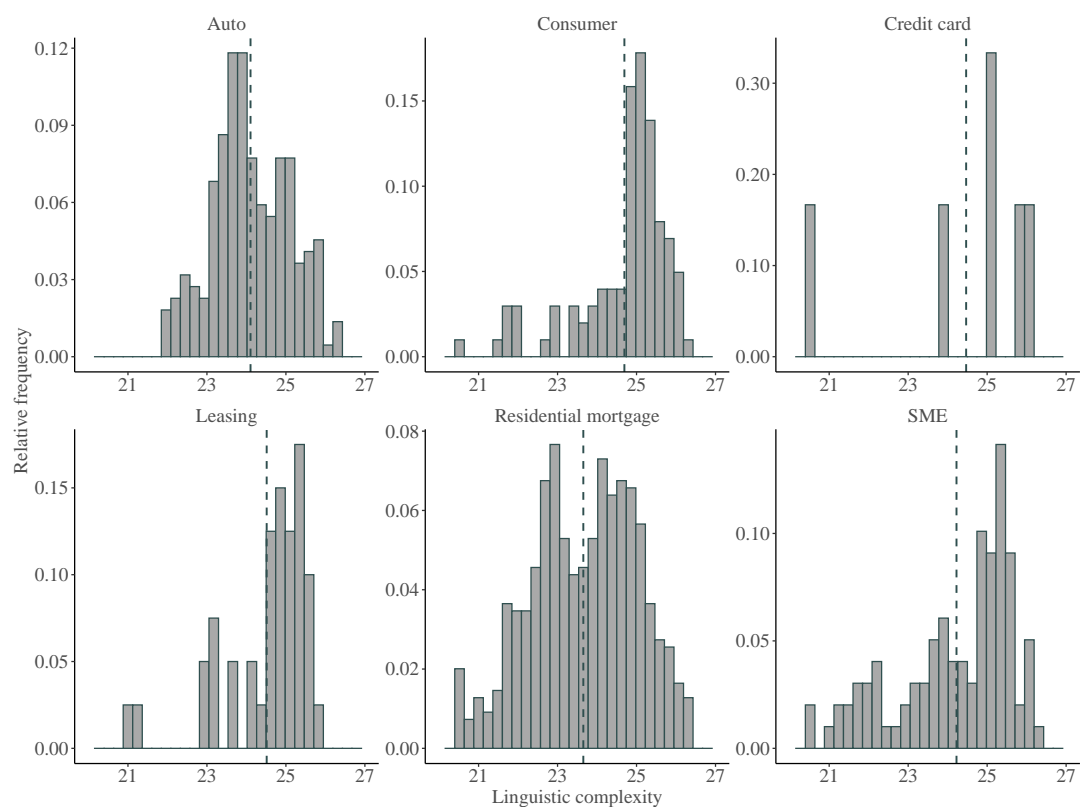 Auto
Consumer
Credit card
0.12
0.09
0.06
0.03
0.00
0.15
0.10
0.05
0.00
0.30
0.20
0.10
0.00
21 23 25 27
21 23 25 27
21 23 25 27
Relative frequency
Leasing
Residential mortgage
SME
0.15
0.10
0.05
0.00
0.08
0.06
0.04
0.02
0.00
0.10
0.05
0.00
21 23 25 27
21 23 25 27
21 23 25 27
Linguistic complexity